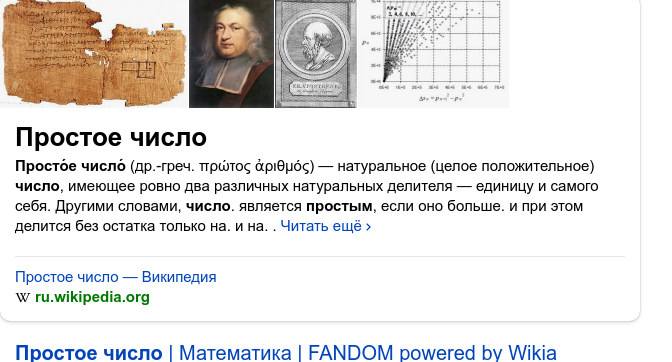 Простое число
Просто́е число́ (др.-греч. πρώτος ἀριθμός) — натуральное (целое положительное)
число, имеющее ровно два различных натуральных делителя — единицу и самого
себя. Другими словами, число. является простым, если оно больше. и при этом
делится без остатка только на. и на. . Читать ещё ›
Простое число — Википедия
W ru.wikipedia.org
Простое число | Математика | FANDOM powered by Wikia